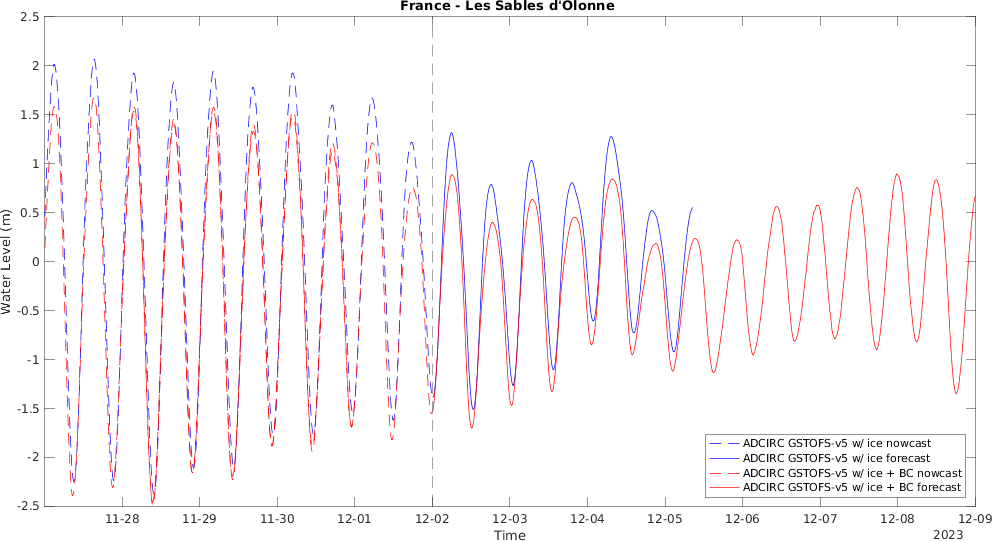 France - Les Sables d'Olonne
2.5
2
1.5
1
0.5
0
-0.5
-1
-1.5
-2
-2.5
Water Level (m)
ADCIRC GSTOFS-v5 w/ ice nowcast
ADCIRC GSTOFS-v5 w/ ice forecast
ADCIRC GSTOFS-v5 w/ ice + BC nowcast
ADCIRC GSTOFS-v5 w/ ice + BC forecast
11-28 11-29 11-30 12-01 12-02 12-03 12-04 12-05 12-06 12-07 12-08 12-09
Time
2023